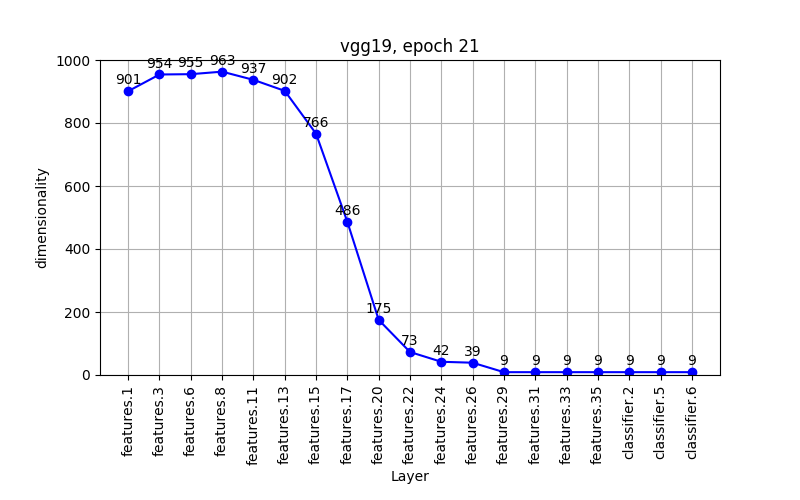 vgg19, epoch 21
dimensionality
1000
800
600
400
200
0
901
954
955
963
937
902
766
486
175
73
42
39
9
9
9
9
9
9
9
features.1
features.3
features.6
features.8
features.11
features.13
features.15
features.17
features.20
features.22
features.24
features.26
features.29
features.31
features.33
features.35
classifier.2
classifier.5
classifier.6
Layer